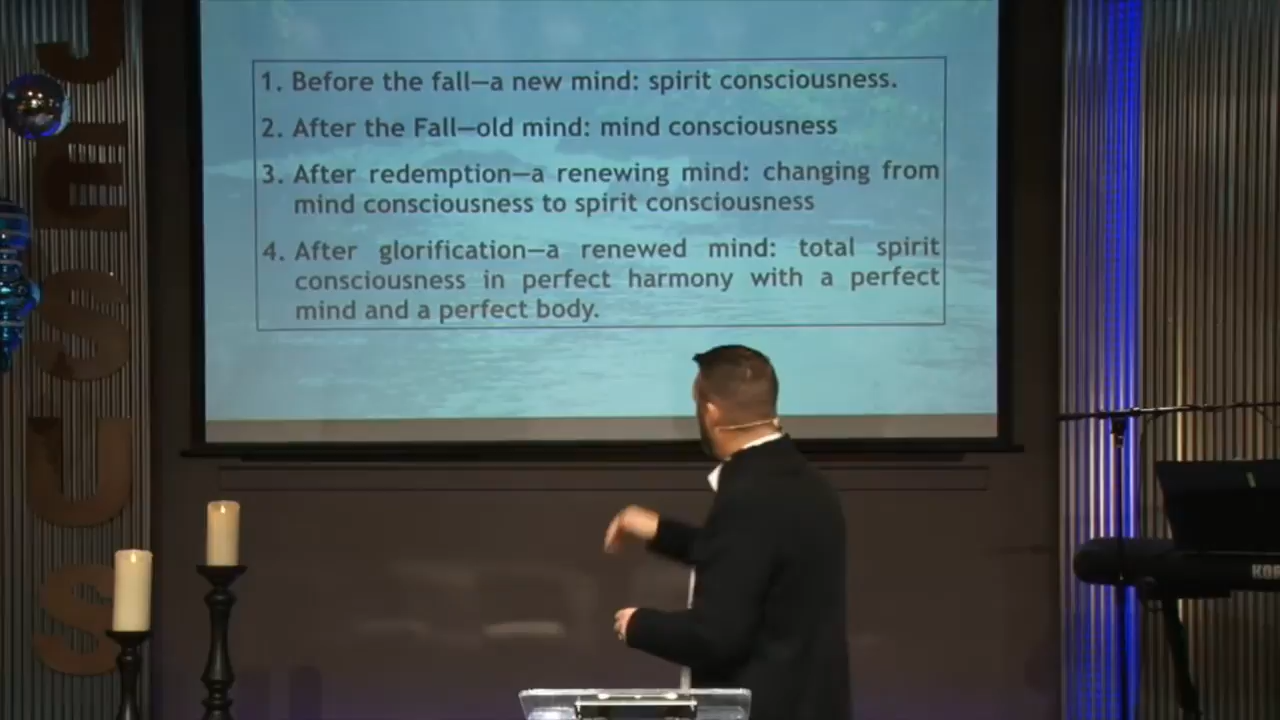 1. Before the fall—a new mind: spirit consciousness.
2. After the Fall—old mind: mind consciousness
3. After redemption—a renewing mind: changing from
mind consciousness to spirit consciousness
4. After glorification—a renewed mind: total spirit
consciousness in perfect harmony with a perfect
mind and a perfect body.
JESUS
KOR